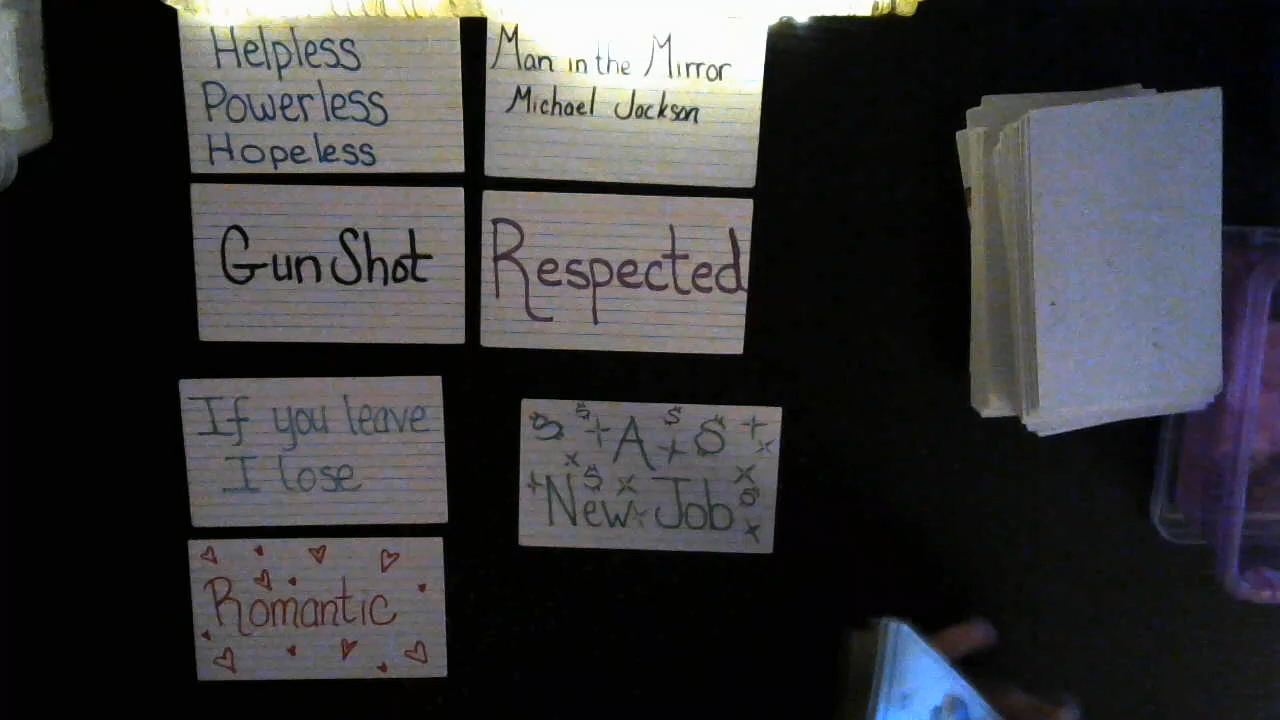 Helpless
Powerless
Hopeless
Man in the Mirror
Michael Jackson
Gun Shot
Respected
If you leave
I lose
$ A $
New Job
Romantic